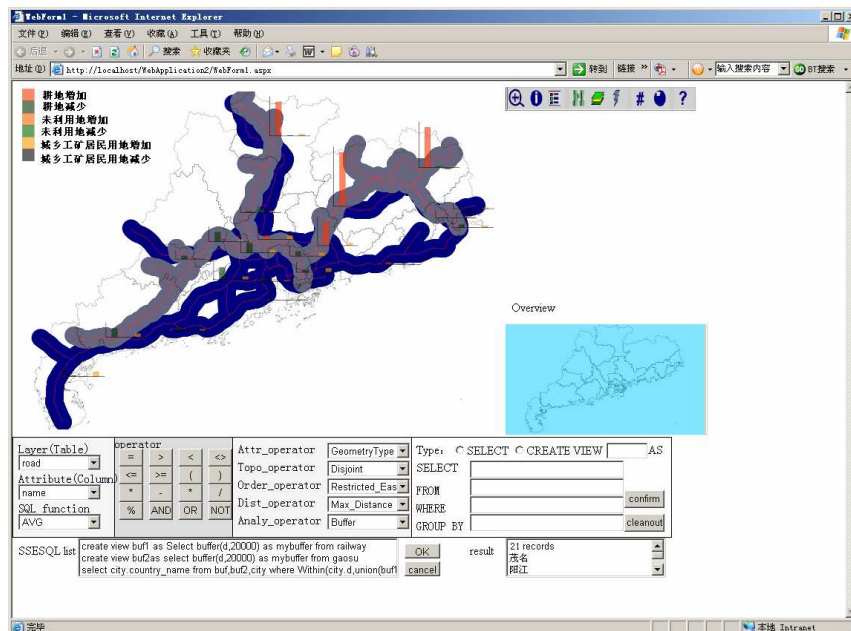 WebForm1 - Microsoft Internet Explorer
文件(F) 编辑(E) 查看(V) 收藏(A) 工具(T) 帮助(H)
后退 搜索 收藏夹
地址(D) http://localhost/WebApplication2/WebForm1.aspx 转到 链接 » 输入搜索内容 BT搜索
耕地增加
耕地减少
未利用地增加
未利用地减少
城乡工矿居民用地增加
城乡工矿居民用地减少
Overview
Layer(Table)
road
Attribute(Column)
name
SQL function
AVG
operator
= > < <>
<= >= ( )
* - * /
% AND OR NOT
Attr_operator GeometryType
Topo_operator Disjoint
Order_operator Restricted_Eas
Dist_operator Max_Distance
Analy_operator Buffer
Type: SELECT CREATE VIEW AS
SELECT
FROM
WHERE
GROUP BY
confirm
cleanout
SSESQL list
create view buf1 as Select buffer(d,20000) as mybuffer from railway
create view buf2as select buffer(d,20000) as mybuffer from gaosu
select city.country_name from buf,buf2,city where Within(city.d,union(buf1
OK
cancel
result
21 records
茂名
阳江
完毕 本地 Intranet